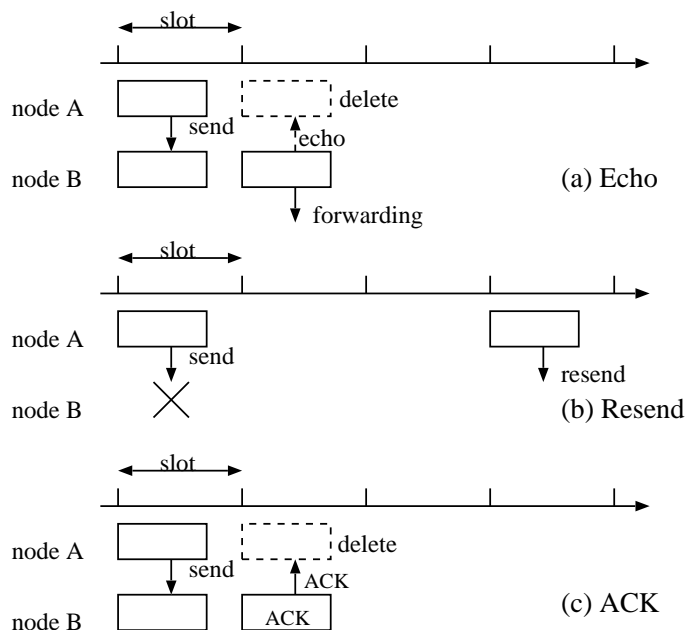 slot
node A
send
delete
echo
node B
(a) Echo
forwarding
slot
node A
send
resend
node B
(b) Resend
slot
node A
send
delete
ACK
node B
ACK
(c) ACK